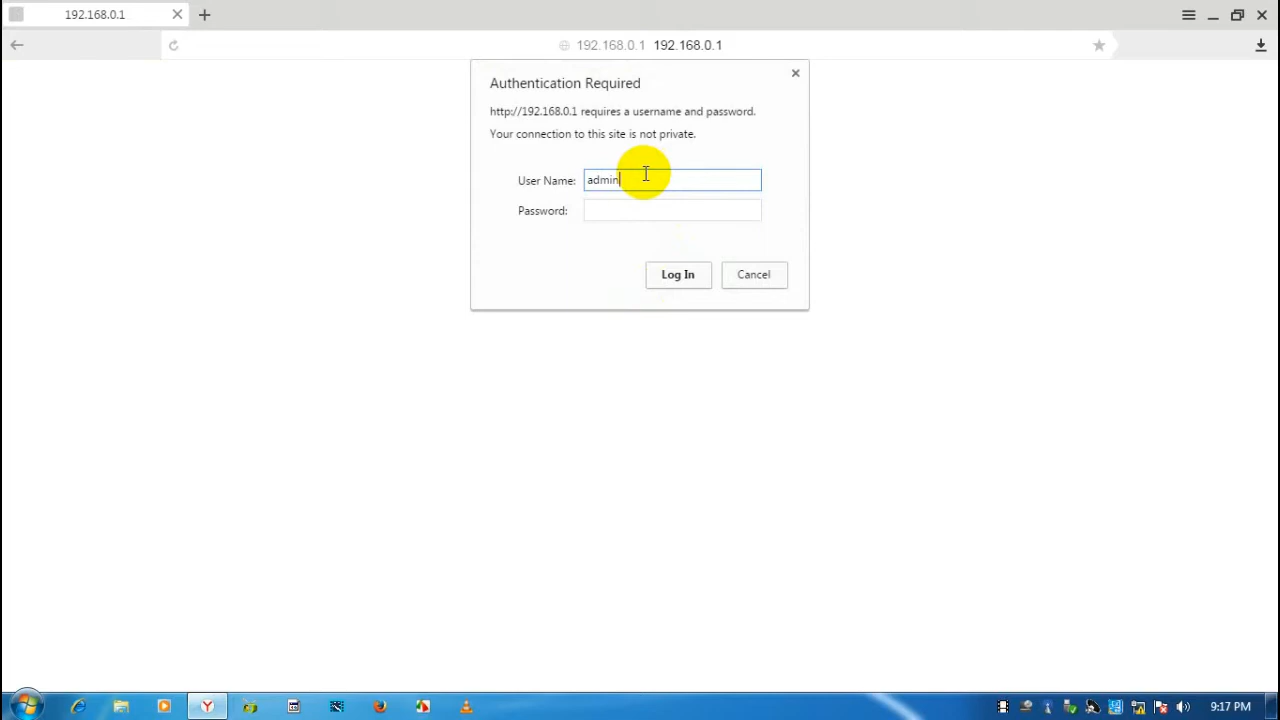 192.168.0.1
192.168.0.1 192.168.0.1
Authentication Required
http://192.168.0.1 requires a username and password.
Your connection to this site is not private.
User Name: admin
Password:
Log In Cancel
9:17 PM